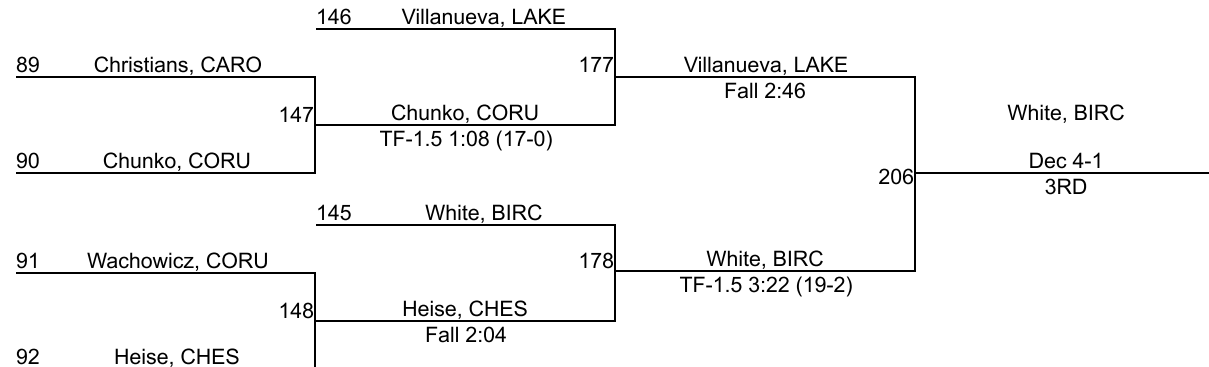 146 Villanueva, LAKE
89 Christians, CARO
177 Villanueva, LAKE
Fall 2:46
147 Chunko, CORU
TF-1.5 1:08 (17-0)
White, BIRC
90 Chunko, CORU
Dec 4-1
206
3RD
145 White, BIRC
91 Wachowicz, CORU
178 White, BIRC
TF-1.5 3:22 (19-2)
148 Heise, CHES
Fall 2:04
92 Heise, CHES